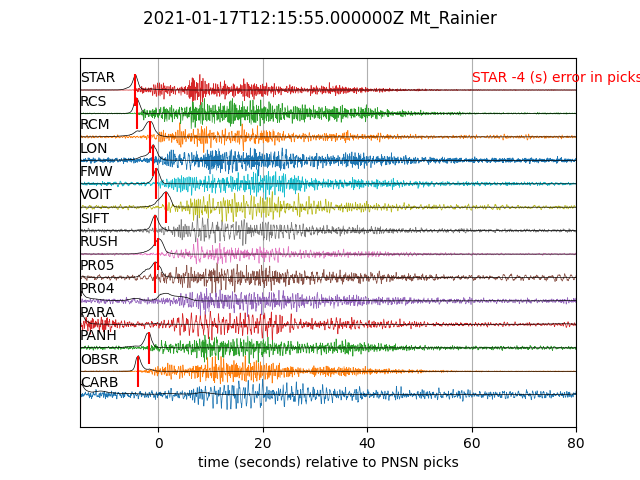 2021-01-17T12:15:55.000000Z Mt_Rainier
STAR
STAR -4 (s) error in picks
RCS
RCM
LON
FMW
VOIT
SIFT
RUSH
PR05
PR04
PARA
PANH
OBSR
CARB
0 20 40 60 80
time (seconds) relative to PNSN picks